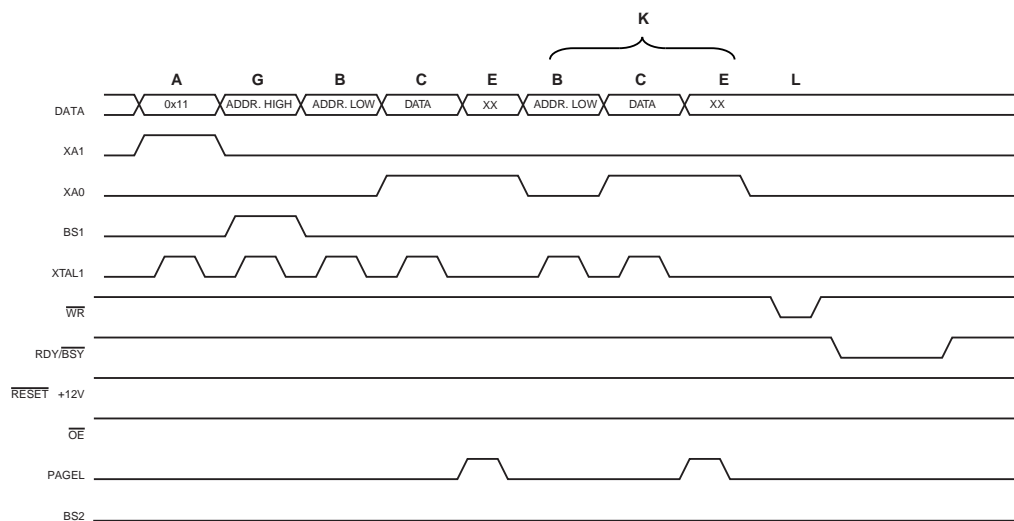 K
A G B C E B C E L
DATA 0x11 ADDR. HIGH ADDR. LOW DATA XX ADDR. LOW DATA XX
XA1
XA0
BS1
XTAL1
WR
RDY/BSY
RESET +12V
OE
PAGEL
BS2